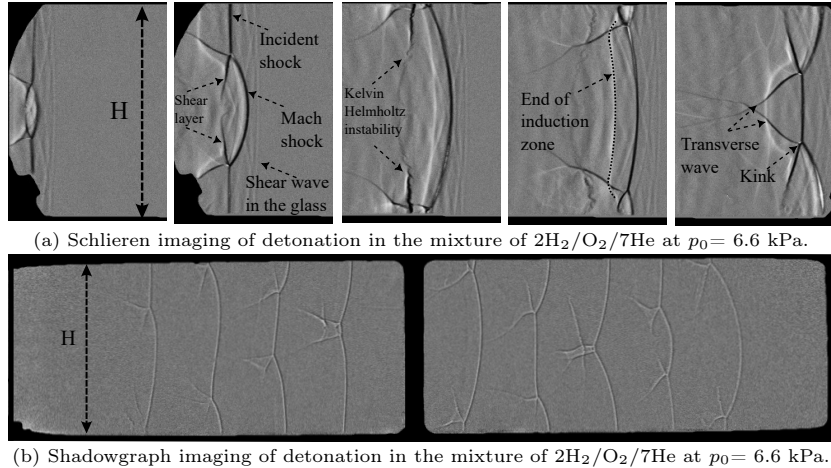 H
Incident
shock
Shear
layer
Mach
shock
Shear wave
in the glass
Kelvin
Helmholtz
instability
End of
induction
zone
Transverse
wave
Kink
(a) Schlieren imaging of detonation in the mixture of 2H₂/O₂/7He at p₀= 6.6 kPa.
H
(b) Shadowgraph imaging of detonation in the mixture of 2H₂/O₂/7He at p₀= 6.6 kPa.